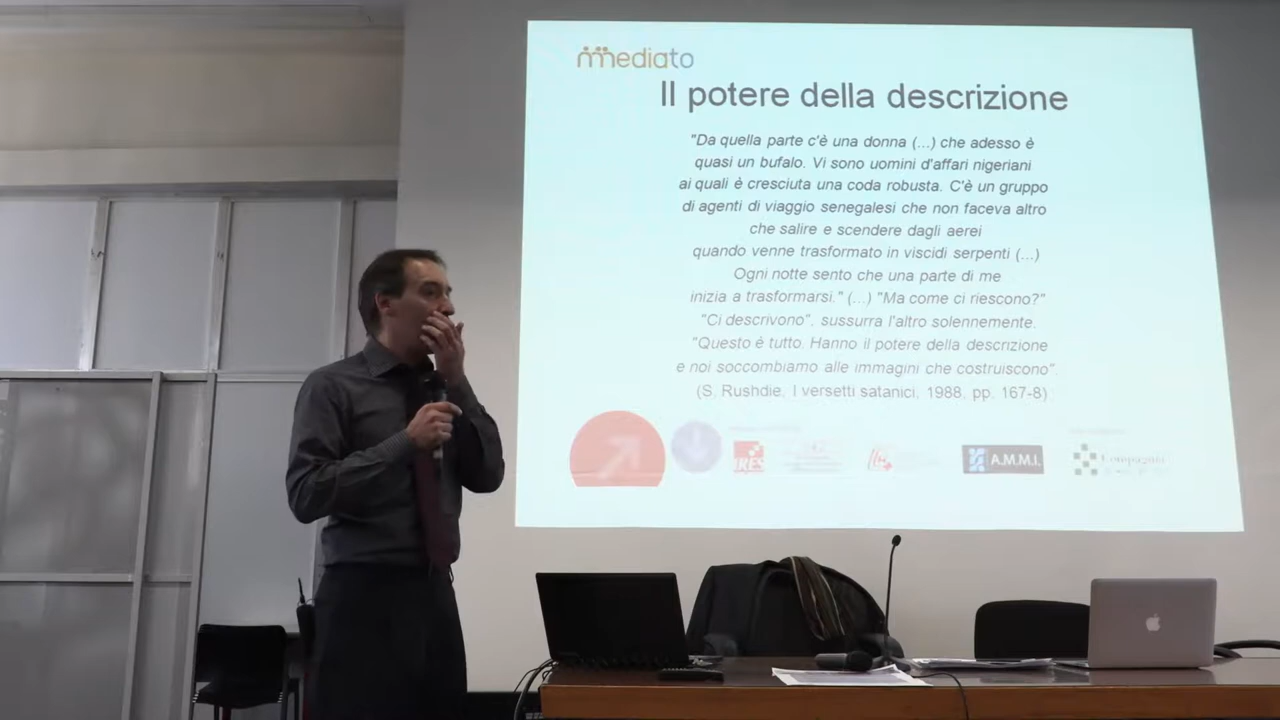 mediato
Il potere della descrizione
"Da quella parte c'è una donna (...) che adesso è
quasi un bufalo. Vi sono uomini d'affari nigeriani
ai quali è cresciuta una coda robusta. C'è un gruppo
di agenti di viaggio senegalesi che non faceva altro
che salire e scendere dagli aerei
quando venne trasformato in viscidi serpenti (...)
Ogni notte sento che una parte di me
inizia a trasformarsi." (...) "Ma come ci riescono?"
"Ci descrivono", sussurra l'altro solennemente.
"Questo è tutto. Hanno il potere della descrizione
e noi soccombiamo alle immagini che costruiscono".
(S. Rushdie, I versetti satanici, 1988, pp. 167-8)
IRES
A.M.M.I.
Compagnia